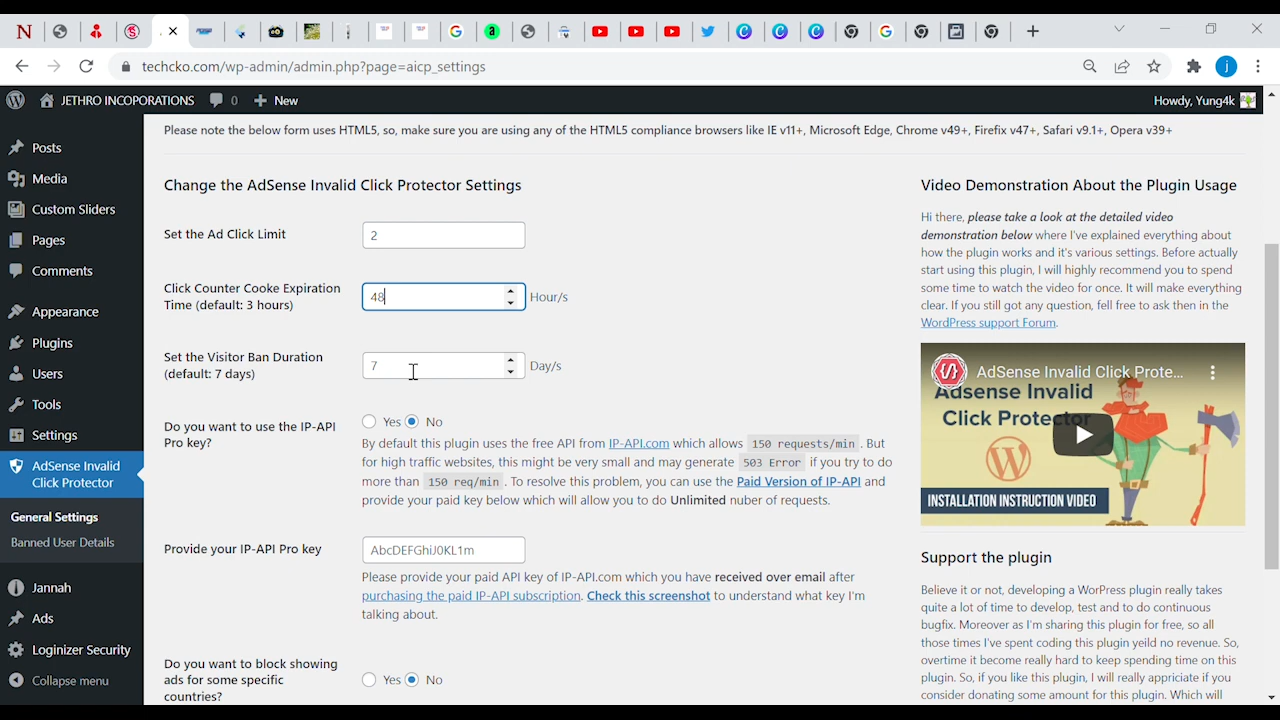 techcko.com/wp-admin/admin.php?page=aicp_settings
JETHRO INCOPORATIONS 0 New Howdy, Yung4k
Posts
Media
Custom Sliders
Pages
Comments
Appearance
Plugins
Users
Tools
Settings
AdSense Invalid
Click Protector
General Settings
Banned User Details
Jannah
Ads
Loginizer Security
Collapse menu
Please note the below form uses HTML5, so, make sure you are using any of the HTML5 compliance browsers like IE v11+, Microsoft Edge, Chrome v49+, Firefix v47+, Safari v9.1+, Opera v39+
Change the AdSense Invalid Click Protector Settings
Set the Ad Click Limit 2
Click Counter Cooke Expiration
Time (default: 3 hours)
48 Hour/s
Set the Visitor Ban Duration
(default: 7 days)
7 Day/s
Do you want to use the IP-API
Pro key?
Yes No
By default this plugin uses the free API from IP-API.com which allows 150 requests/min . But
for high traffic websites, this might be very small and may generate 503 Error if you try to do
more than 150 req/min . To resolve this problem, you can use the Paid Version of IP-API and
provide your paid key below which will allow you to do Unlimited nuber of requests.
Provide your IP-API Pro key AbcDEFGhiJ0KL1m
Please provide your paid API key of IP-API.com which you have received over email after
purchasing the paid IP-API subscription. Check this screenshot to understand what key I'm
talking about.
Do you want to block showing
ads for some specific
countries?
Yes No
Video Demonstration About the Plugin Usage
Hi there, please take a look at the detailed video
demonstration below where I've explained everything about
how the plugin works and it's various settings. Before actually
start using this plugin, I will highly recommend you to spend
some time to watch the video for once. It will make everything
clear. If you still got any question, fell free to ask then in the
WordPress support Forum.
AdSense Invalid Click Prote...
Adsense Invalid
Click Protector
INSTALLATION INSTRUCTION VIDEO
Support the plugin
Believe it or not, developing a WorPress plugin really takes
quite a lot of time to develop, test and to do continuous
bugfix. Moreover as I'm sharing this plugin for free, so all
those times I've spent coding this plugin yeild no revenue. So,
overtime it become really hard to keep spending time on this
plugin. So, if you like this plugin, I will really appriciate if you
consider donating some amount for this plugin. Which will